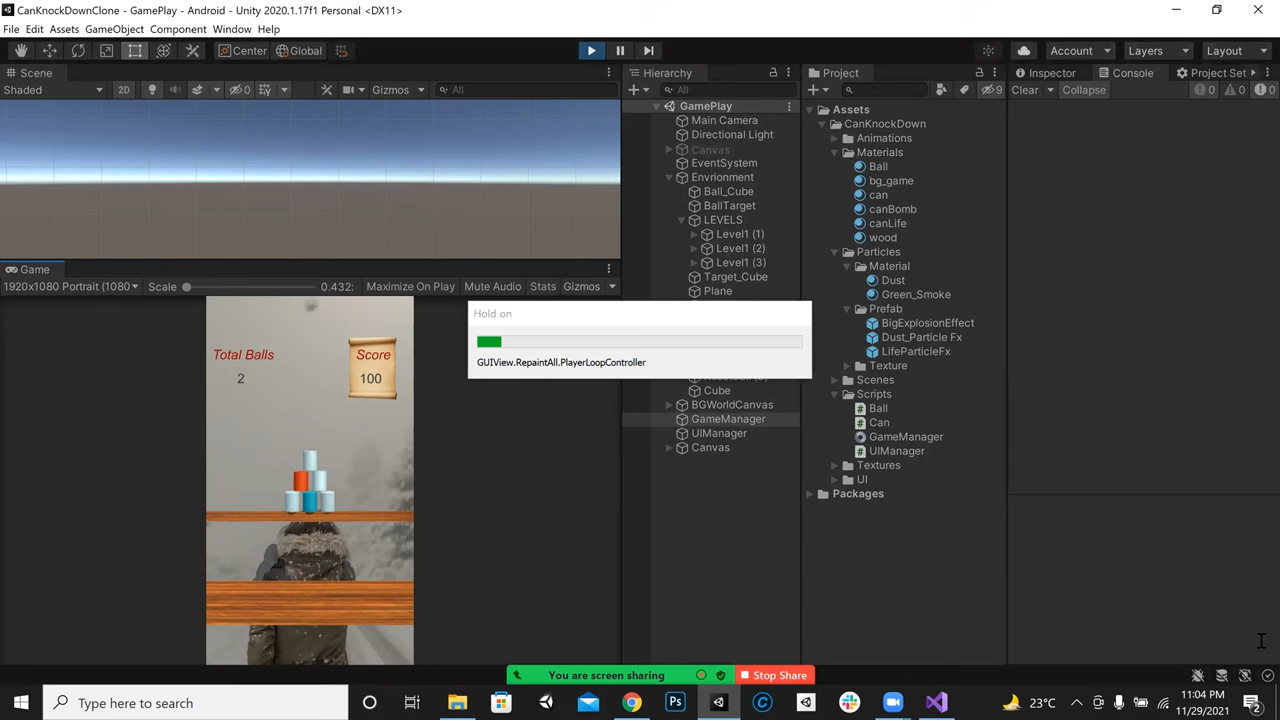 CanKnockDownClone - GamePlay - Android - Unity 2020.1.17f1 Personal <DX11>
File Edit Assets GameObject Component Window Help
Center Global Account Layers Layout
Scene Hierarchy Project Inspector Console Project Set
Shaded 2D 0 Gizmos All All 9 Clear Collapse 0 0 0
GamePlay
Main Camera
Directional Light
Canvas
EventSystem
Envrionment
Ball_Cube
BallTarget
LEVELS
Level1 (1)
Level1 (2)
Level1 (3)
Target_Cube
Plane
Cube
BGWorldCanvas
GameManager
UIManager
Canvas
Assets
CanKnockDown
Animations
Materials
Ball
bg_game
can
canBomb
canLife
wood
Particles
Material
Dust
Green_Smoke
Prefab
BigExplosionEffect
Dust_Particle Fx
LifeParticleFx
Texture
Scenes
Scripts
Ball
Can
GameManager
UIManager
Textures
UI
Packages
Game
1920x1080 Portrait (1080 Scale 0.432: Maximize On Play Mute Audio Stats Gizmos
Total Balls
2
Score
100
Hold on
GUIView.RepaintAll.PlayerLoopController
You are screen sharing Stop Share
Type here to search
23°C
11:04 PM
11/29/2021
2